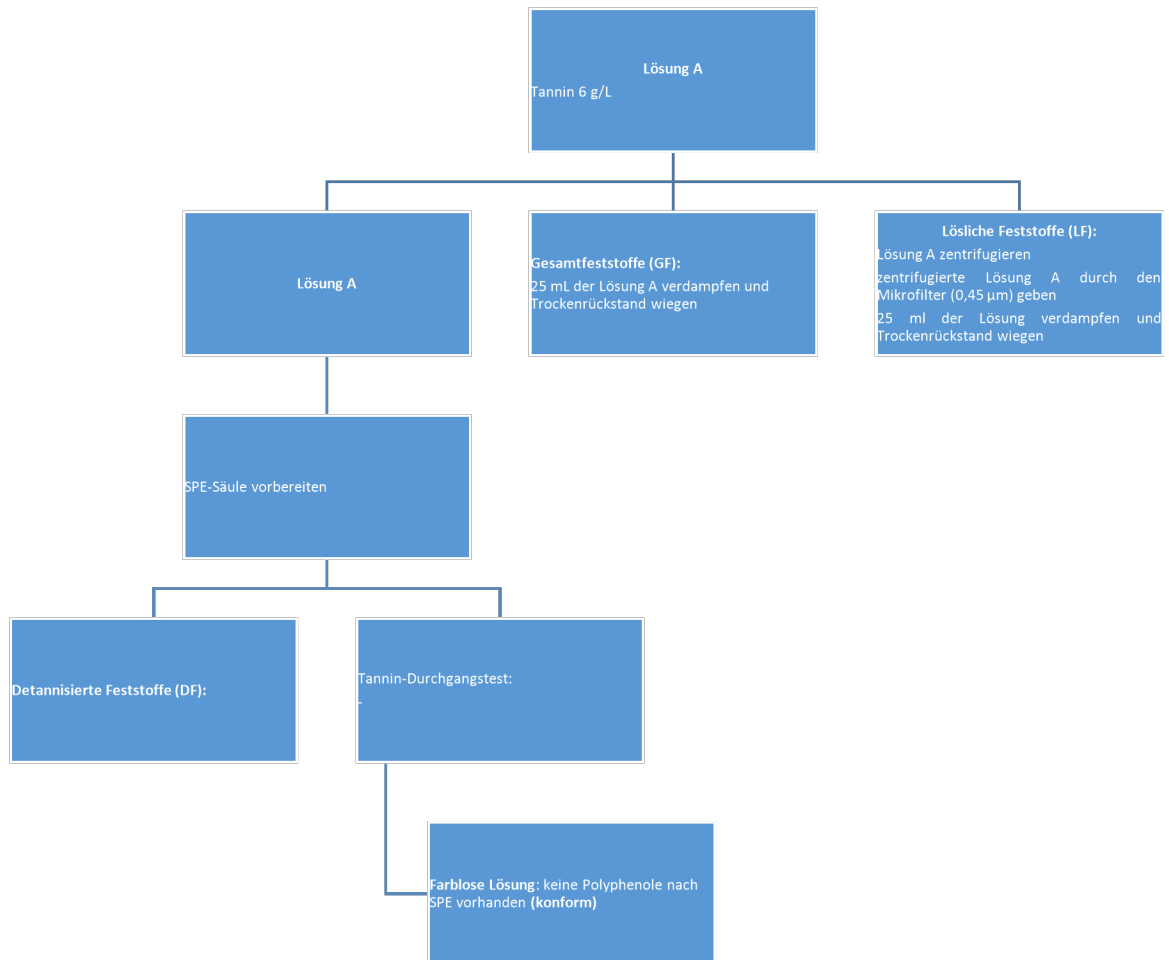 Lösung A
Tannin 6 g/L
Lösung A
Gesamtfeststoffe (GF):
25 mL der Lösung A verdampfen und
Trockenrückstand wiegen
Lösliche Feststoffe (LF):
Lösung A zentrifugieren
zentrifugierte Lösung A durch den
Mikrofilter (0,45 µm) geben
25 ml der Lösung verdampfen und
Trockenrückstand wiegen
SPE-Säule vorbereiten
Detannisierte Feststoffe (DF):
Tannin-Durchgangstest:
-
Farblose Lösung: keine Polyphenole nach
SPE vorhanden (konform)